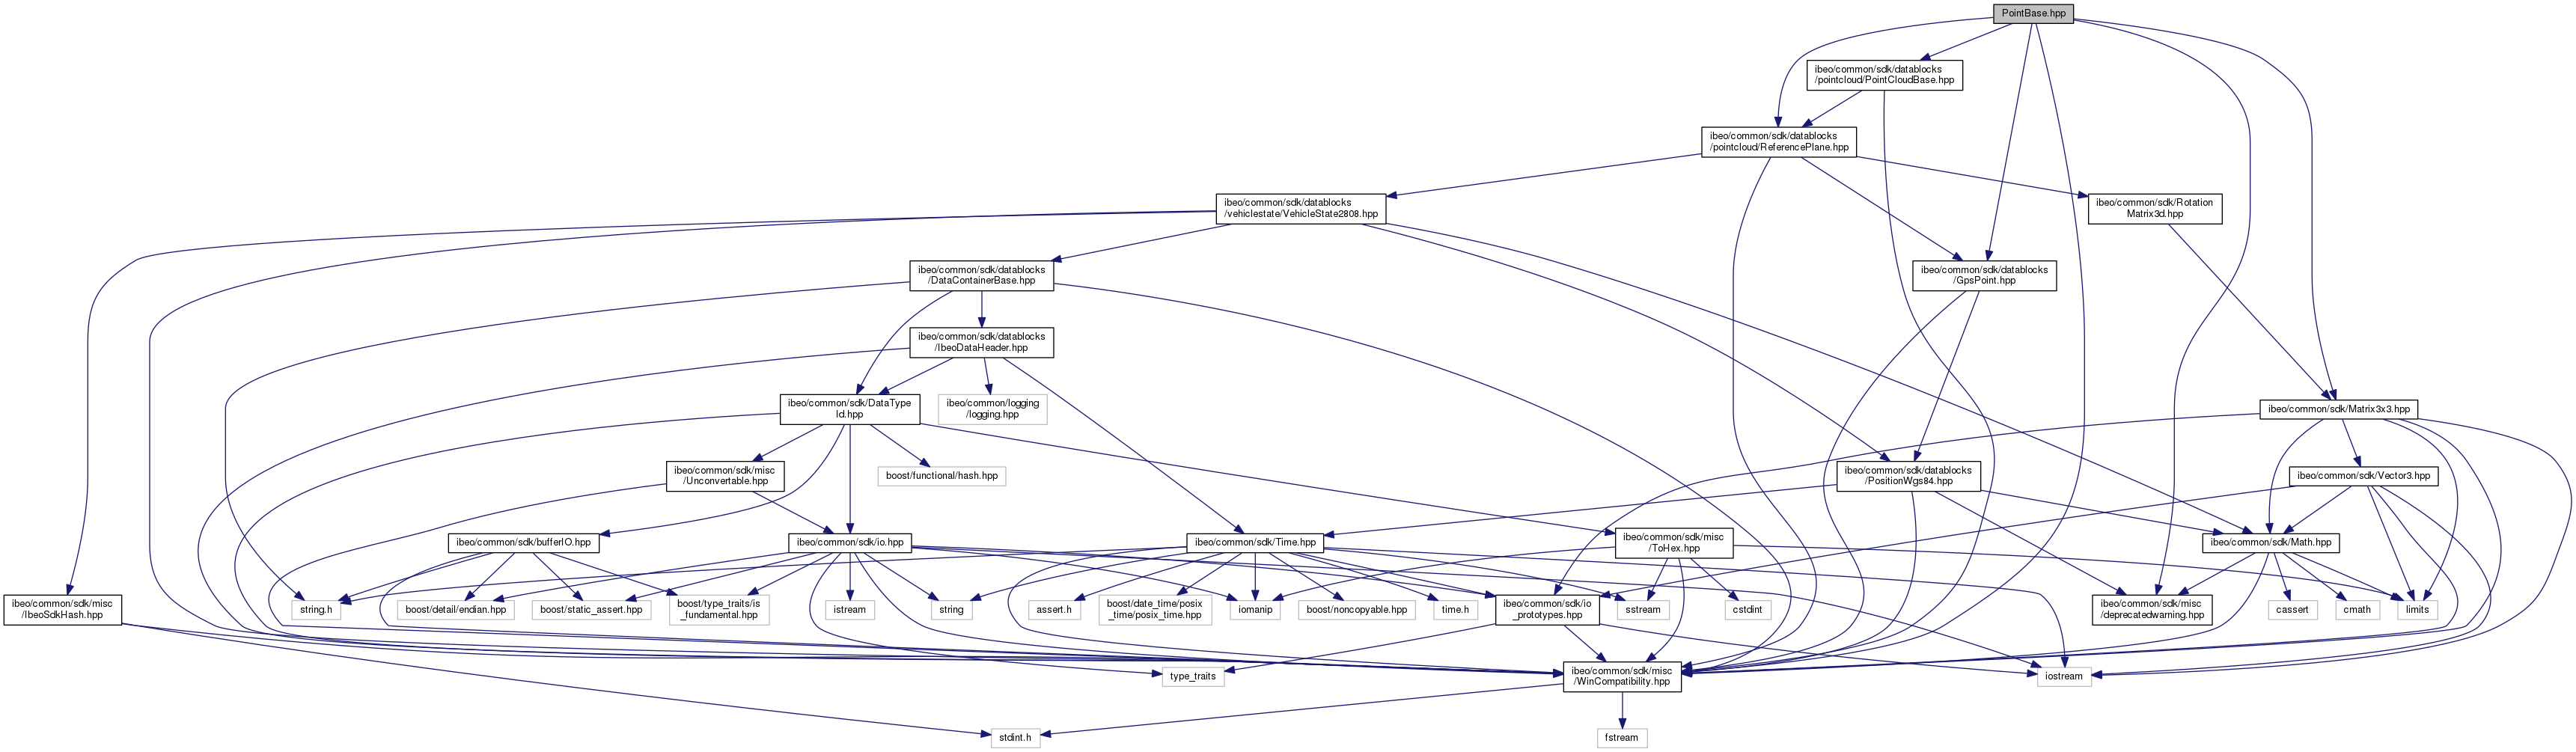 PointBase.hpp
ibeo/common/sdk/datablocks
/pointcloud/PointCloudBase.hpp
ibeo/common/sdk/datablocks
/pointcloud/ReferencePlane.hpp
ibeo/common/sdk/datablocks
/vehiclestate/VehicleState2808.hpp
ibeo/common/sdk/Rotation
Matrix3d.hpp
ibeo/common/sdk/datablocks
/DataContainerBase.hpp
ibeo/common/sdk/datablocks
/GpsPoint.hpp
ibeo/common/sdk/datablocks
/IbeoDataHeader.hpp
ibeo/common/sdk/DataType
Id.hpp
ibeo/common/logging
/logging.hpp
ibeo/common/sdk/Matrix3x3.hpp
ibeo/common/sdk/misc
/Unconvertable.hpp
boost/functional/hash.hpp
ibeo/common/sdk/datablocks
/PositionWgs84.hpp
ibeo/common/sdk/Vector3.hpp
ibeo/common/sdk/bufferIO.hpp
ibeo/common/sdk/io.hpp
ibeo/common/sdk/Time.hpp
ibeo/common/sdk/misc
/ToHex.hpp
ibeo/common/sdk/Math.hpp
ibeo/common/sdk/misc
/IbeoSdkHash.hpp
string.h
boost/detail/endian.hpp
boost/static_assert.hpp
boost/type_traits/is
_fundamental.hpp
istream
string
assert.h
boost/date_time/posix
_time/posix_time.hpp
iomanip
boost/noncopyable.hpp
time.h
ibeo/common/sdk/io
_prototypes.hpp
sstream
cstdint
ibeo/common/sdk/misc
/deprecatedwarning.hpp
cassert
cmath
limits
type_traits
ibeo/common/sdk/misc
/WinCompatibility.hpp
iostream
stdint.h
fstream